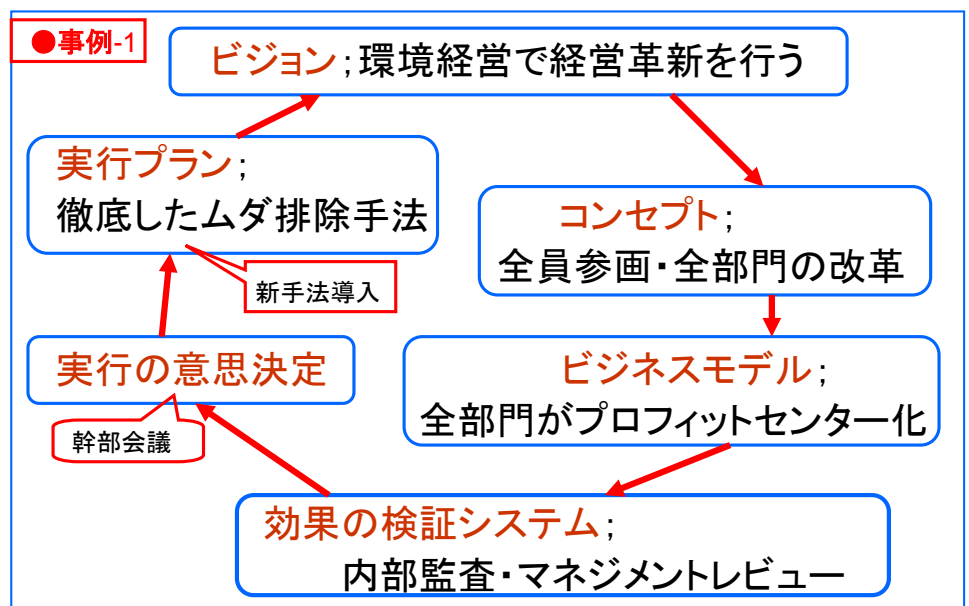 ●事例-1
ビジョン;環境経営で経営革新を行う
実行プラン;
徹底したムダ排除手法
新手法導入
コンセプト;
全員参画・全部門の改革
ビジネスモデル;
全部門がプロフィットセンター化
実行の意思決定
幹部会議
効果の検証システム;
内部監査・マネジメントレビュー